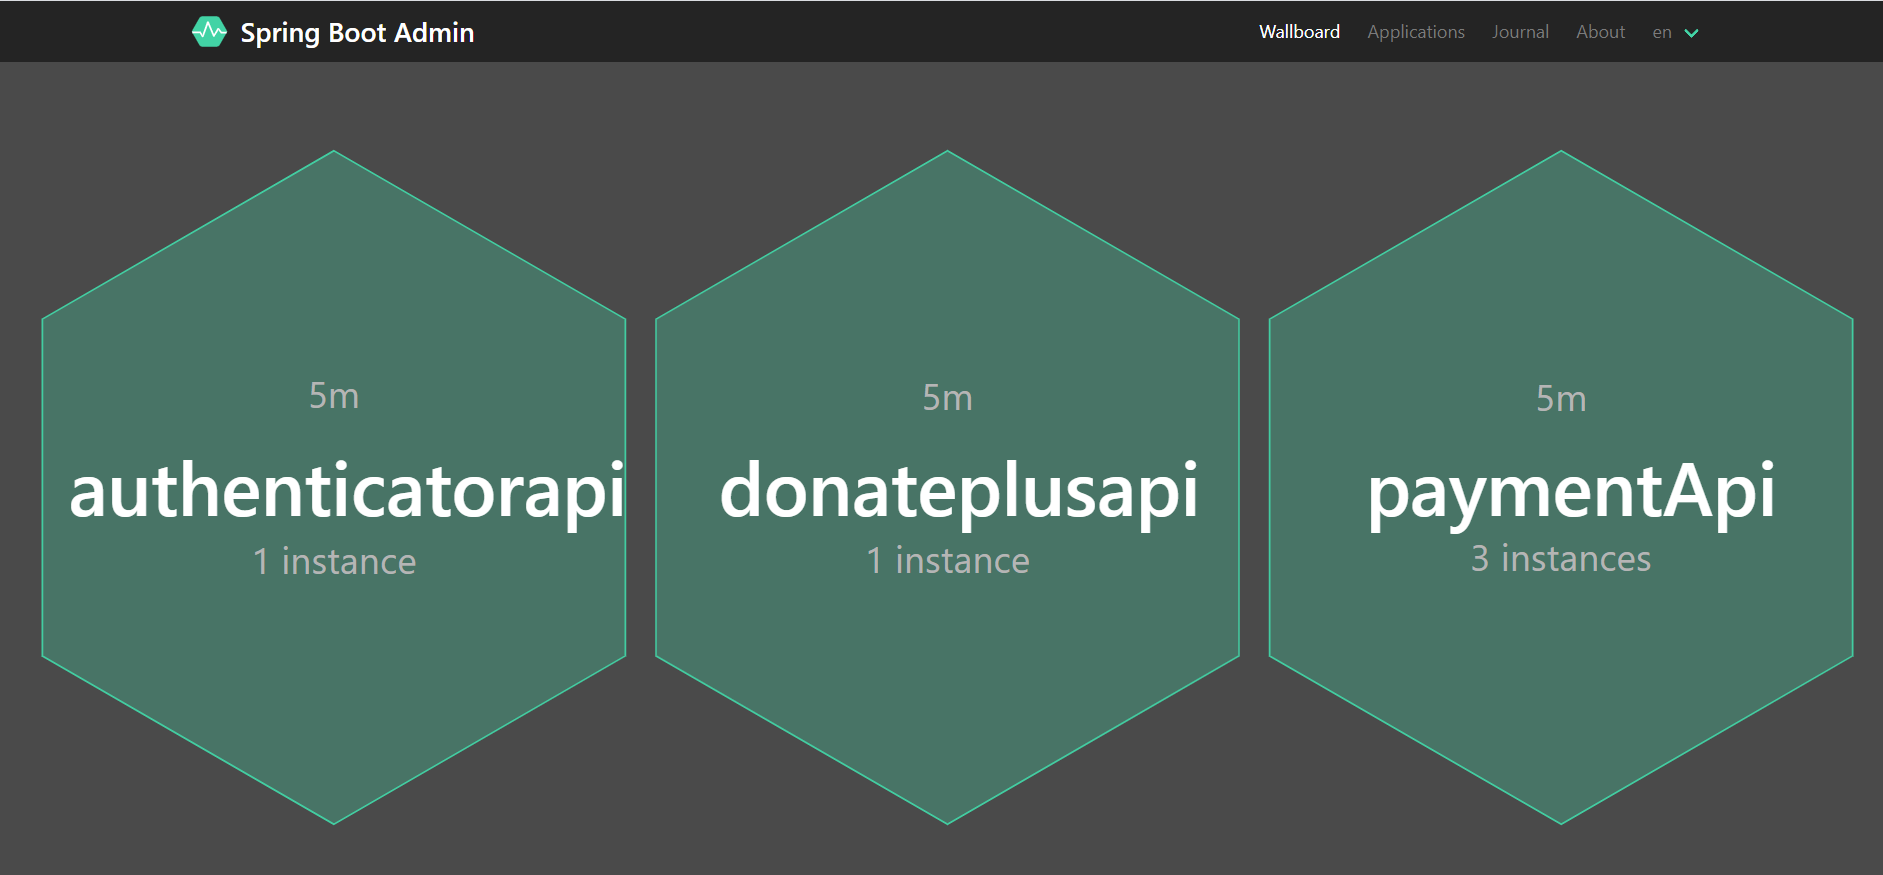 Spring Boot Admin
Wallboard Applications Journal About en
5m
authenticatorapi
1 instance
5m
donateplusapi
1 instance
5m
paymentApi
3 instances